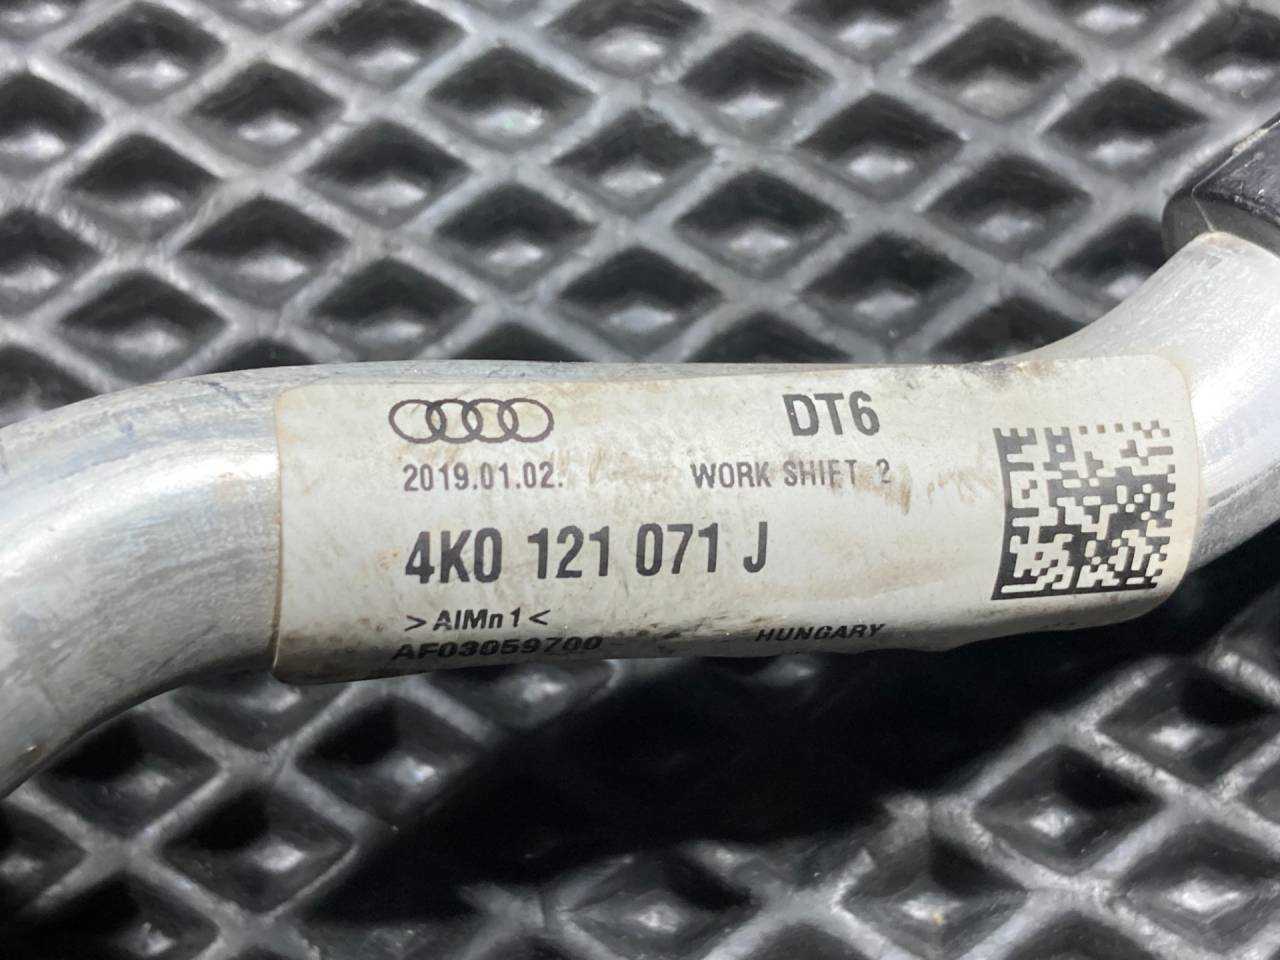 DT6
2019.01.02. WORK SHIFT 2
4K0 121 071 J
>AlMn1<
AF03059700 HUNGARY